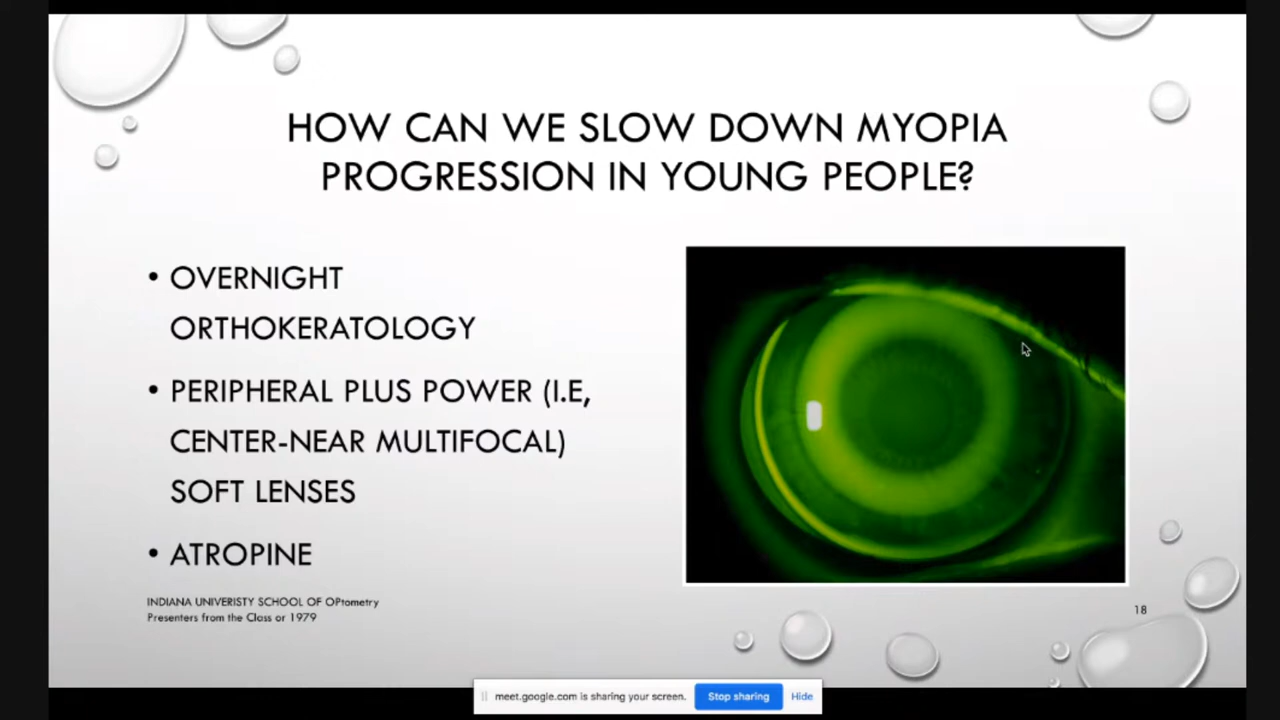 HOW CAN WE SLOW DOWN MYOPIA
PROGRESSION IN YOUNG PEOPLE?
• OVERNIGHT
ORTHOKERATOLOGY
• PERIPHERAL PLUS POWER (I.E,
CENTER-NEAR MULTIFOCAL)
SOFT LENSES
• ATROPINE
INDIANA UNIVERISTY SCHOOL OF OPtometry
Presenters from the Class or 1979
18
meet.google.com is sharing your screen. Stop sharing Hide